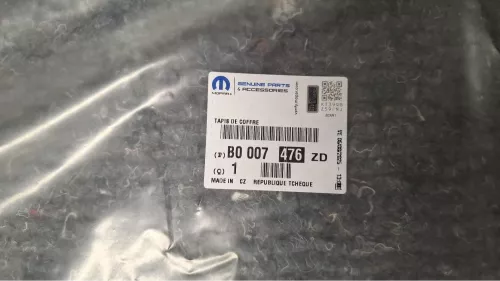 mopar
GENUINE PARTS
& ACCESSORIES
TAPIS DE COFFRE
(P) B0 007 476 ZD
(Q) 1
MADE IN CZ REPUBLIQUE TCHEQUE